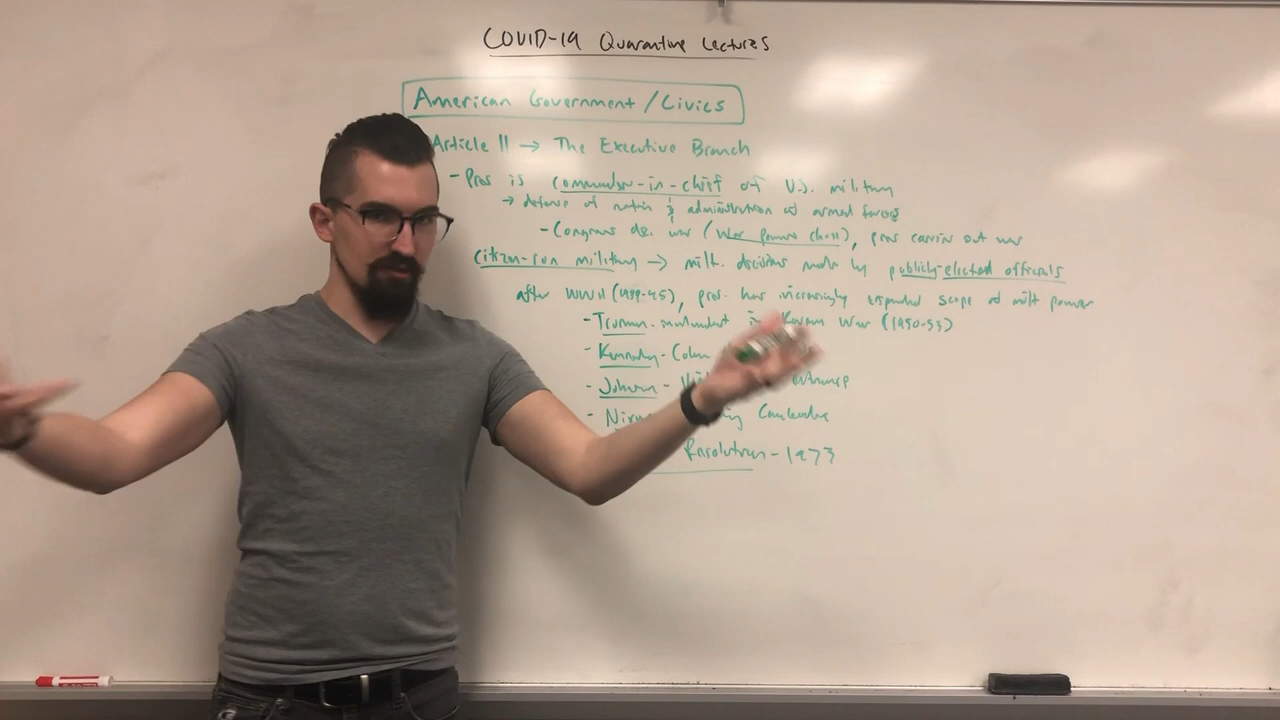 COVID-19 Quarantine Lectures
American Government/Civics
Article II → The Executive Branch
- Pres is commander-in-chief of U.S. military
→ defense of nation & administration of armed forces
- Congress dec. war (War Powers Clause), pres carries out war
citizen-run military → milt. decisions made by publicly-elected officials
after WWII (1939-45), pres. has increasingly expanded scope of milt power
- Truman - involvement in Korean War (1950-53)
- Kennedy -
- Johnson -
- Cambodia
Resolution - 1973